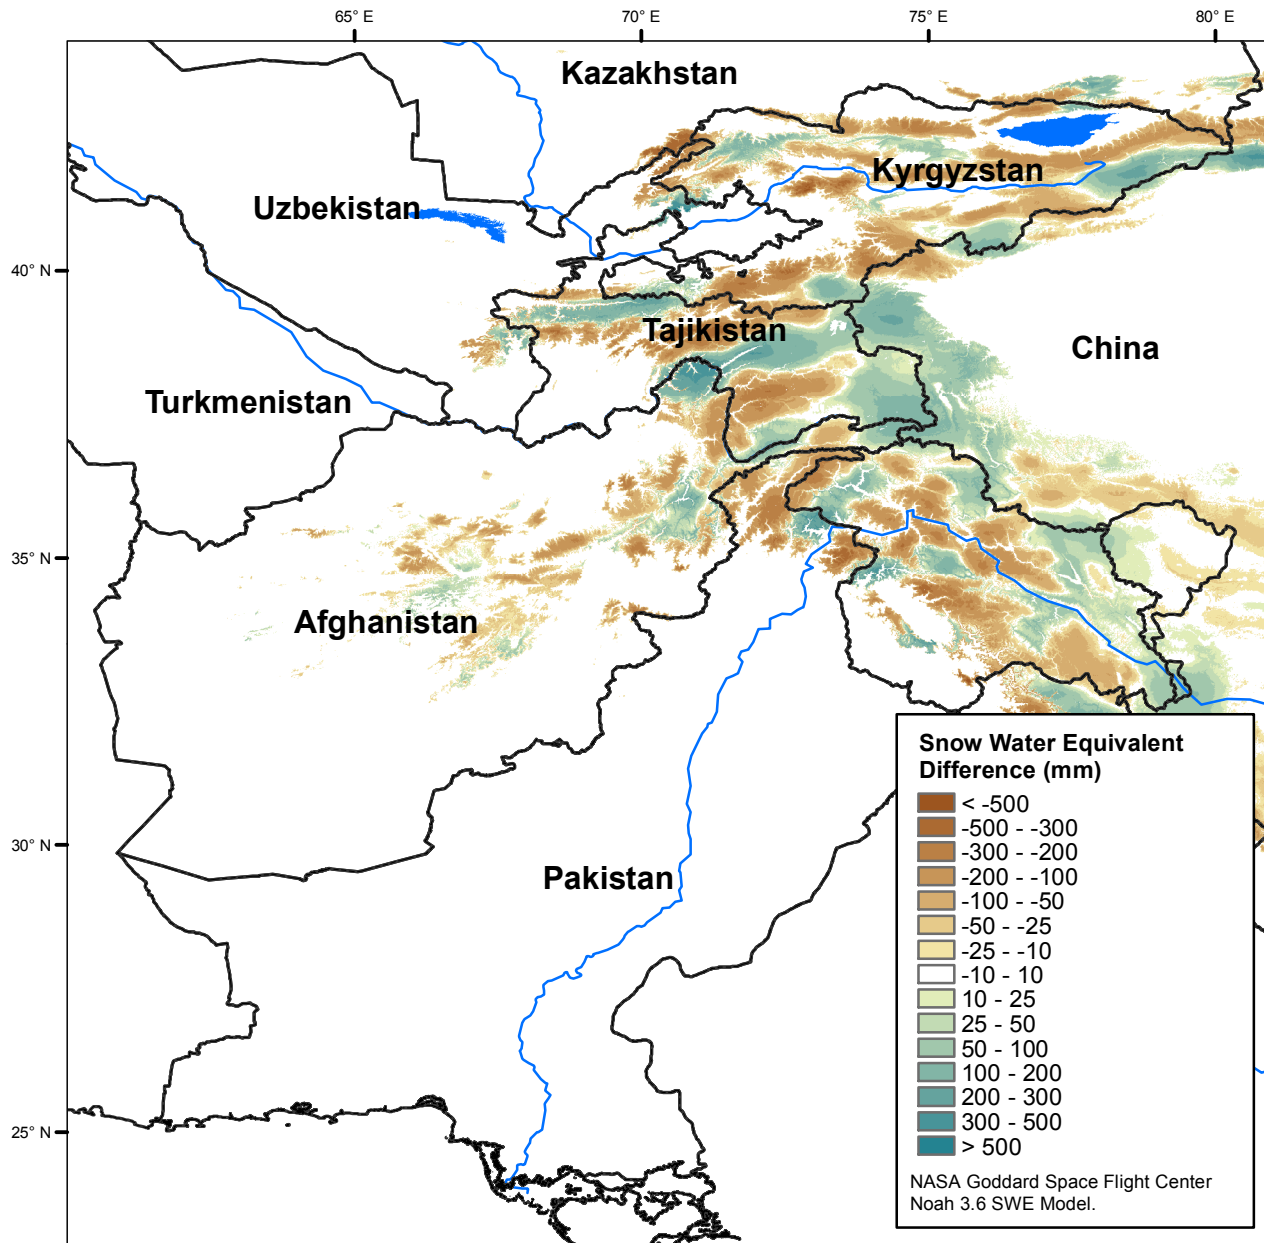 65° E
70° E
75° E
80° E
Kazakhstan
Kyrgyzstan
Uzbekistan
40° N
Tajikistan
China
Turkmenistan
35° N
Afghanistan
30° N
Pakistan
25° N
Snow Water Equivalent
Difference (mm)
< -500
-500 - -300
-300 - -200
-200 - -100
-100 - -50
-50 - -25
-25 - -10
-10 - 10
10 - 25
25 - 50
50 - 100
100 - 200
200 - 300
300 - 500
> 500
NASA Goddard Space Flight Center
Noah 3.6 SWE Model.